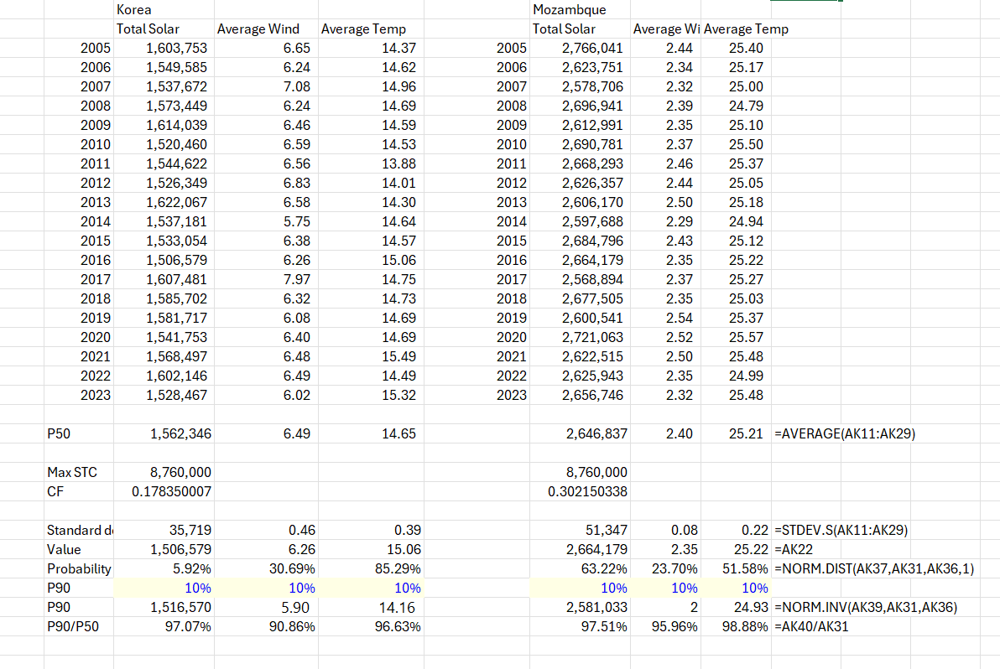 Korea Mozambque
Total Solar Average Wind Average Temp Total Solar Average Wi Average Temp
2005 1,603,753 6.65 14.37 2005 2,766,041 2.44 25.40
2006 1,549,585 6.24 14.62 2006 2,623,751 2.34 25.17
2007 1,537,672 7.08 14.96 2007 2,578,706 2.32 25.00
2008 1,573,449 6.24 14.69 2008 2,696,941 2.39 24.79
2009 1,614,039 6.46 14.59 2009 2,612,991 2.35 25.10
2010 1,520,460 6.59 14.53 2010 2,690,781 2.37 25.50
2011 1,544,622 6.56 13.88 2011 2,668,293 2.46 25.37
2012 1,526,349 6.83 14.01 2012 2,626,357 2.44 25.05
2013 1,622,067 6.58 14.30 2013 2,606,170 2.50 25.18
2014 1,537,181 5.75 14.64 2014 2,597,688 2.29 24.94
2015 1,533,054 6.38 14.57 2015 2,684,796 2.43 25.12
2016 1,506,579 6.26 15.06 2016 2,664,179 2.35 25.22
2017 1,607,481 7.97 14.75 2017 2,568,894 2.37 25.27
2018 1,585,702 6.32 14.73 2018 2,677,505 2.35 25.03
2019 1,581,717 6.08 14.69 2019 2,600,541 2.54 25.37
2020 1,541,753 6.40 14.69 2020 2,721,063 2.52 25.57
2021 1,568,497 6.48 15.49 2021 2,622,515 2.50 25.48
2022 1,602,146 6.49 14.49 2022 2,625,943 2.35 24.99
2023 1,528,467 6.02 15.32 2023 2,656,746 2.32 25.48
P50 1,562,346 6.49 14.65 2,646,837 2.40 25.21 =AVERAGE(AK11:AK29)
Max STC 8,760,000 8,760,000
CF 0.178350007 0.302150338
Standard d 35,719 0.46 0.39 51,347 0.08 0.22 =STDEV.S(AK11:AK29)
Value 1,506,579 6.26 15.06 2,664,179 2.35 25.22 =AK22
Probability 5.92% 30.69% 85.29% 63.22% 23.70% 51.58% =NORM.DIST(AK37,AK31,AK36,1)
P90 10% 10% 10% 10% 10% 10%
P90 1,516,570 5.90 14.16 2,581,033 2 24.93 =NORM.INV(AK39,AK31,AK36)
P90/P50 97.07% 90.86% 96.63% 97.51% 95.96% 98.88% =AK40/AK31